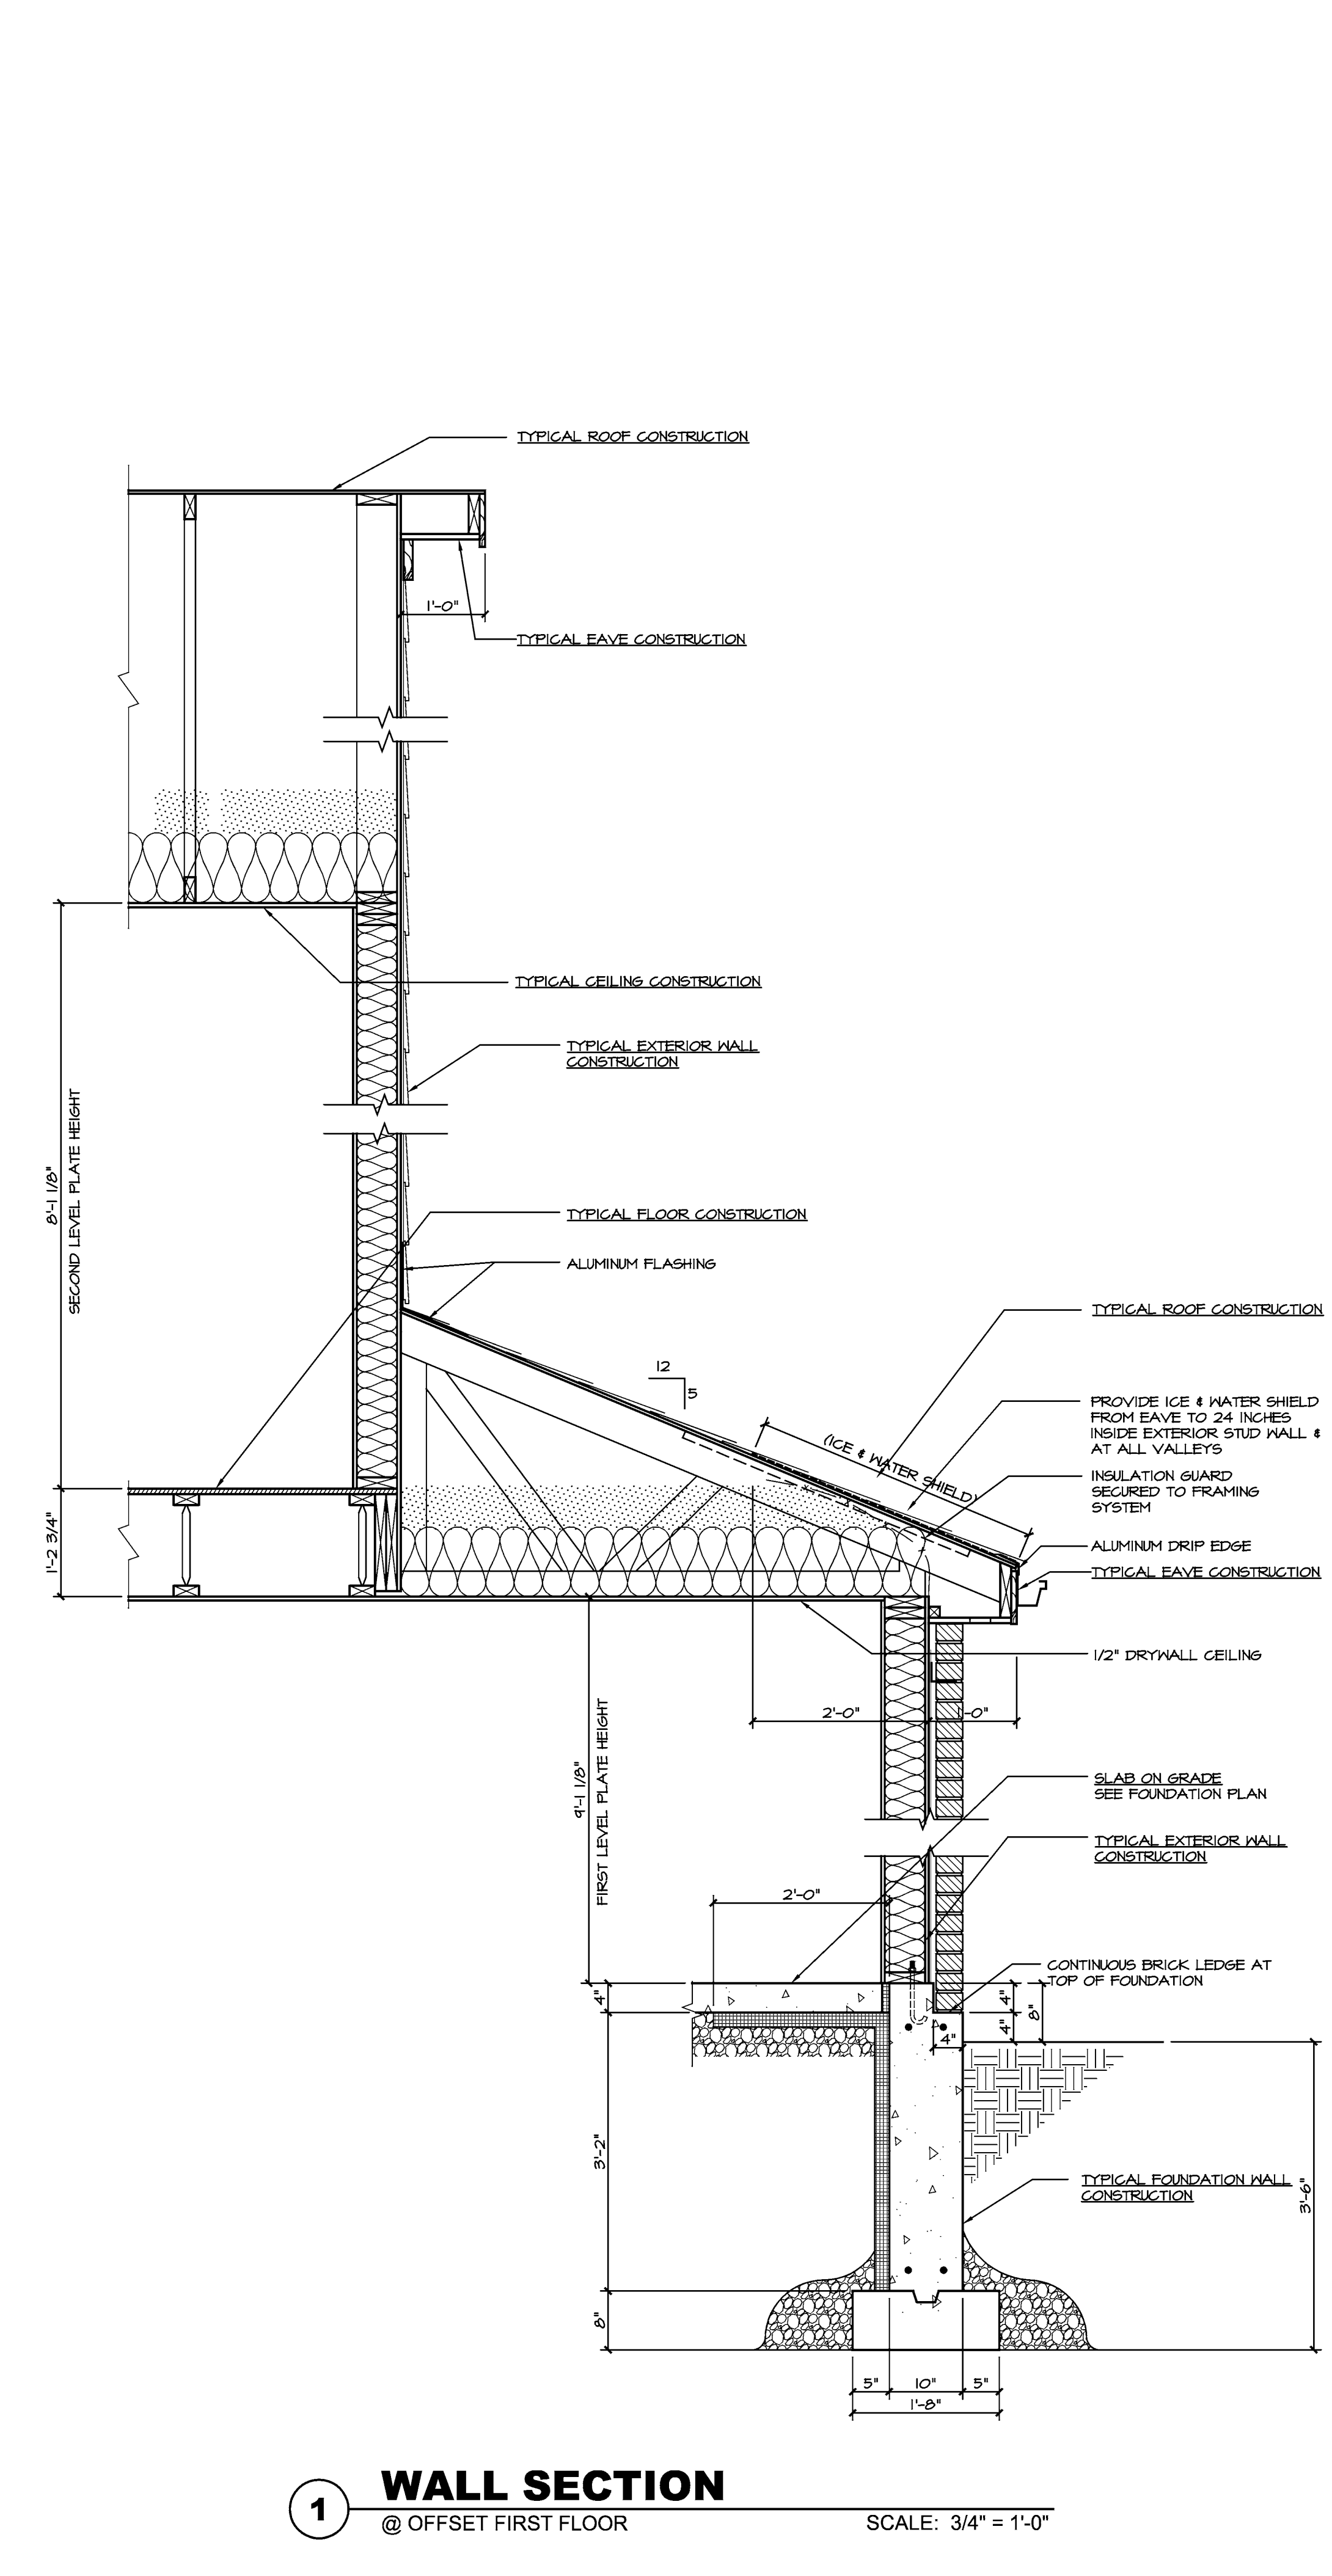 TYPICAL ROOF CONSTRUCTION
1'-0"
TYPICAL EAVE CONSTRUCTION
TYPICAL CEILING CONSTRUCTION
TYPICAL EXTERIOR WALL
CONSTRUCTION
8'-1 1/8"
SECOND LEVEL PLATE HEIGHT
TYPICAL FLOOR CONSTRUCTION
ALUMINUM FLASHING
TYPICAL ROOF CONSTRUCTION
12
5
PROVIDE ICE & WATER SHIELD
FROM EAVE TO 24 INCHES
INSIDE EXTERIOR STUD WALL &
AT ALL VALLEYS
(ICE & WATER SHIELD)
INSULATION GUARD
SECURED TO FRAMING
SYSTEM
1'-2 3/4"
ALUMINUM DRIP EDGE
TYPICAL EAVE CONSTRUCTION
1/2" DRYWALL CEILING
2'-0"
-0"
9'-1 1/8"
FIRST LEVEL PLATE HEIGHT
SLAB ON GRADE
SEE FOUNDATION PLAN
TYPICAL EXTERIOR WALL
CONSTRUCTION
2'-0"
CONTINUOUS BRICK LEDGE AT
TOP OF FOUNDATION
4"
4"
8"
4"
4"
3'-2"
TYPICAL FOUNDATION WALL
CONSTRUCTION
3'-6"
8"
5"
10"
5"
1'-8"
WALL SECTION
1
@ OFFSET FIRST FLOOR
SCALE: 3/4" = 1'-0"